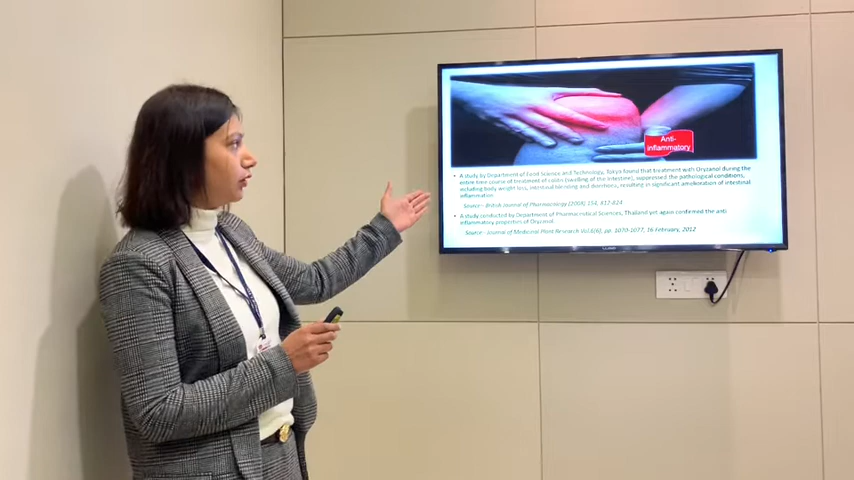 Anti-
inflammatory
• A study by Department of Food Science and Technology, Tokyo found that treatment with Oryzanol during the
entire time course of treatment of colitis (swelling of the intestine), suppressed the pathological conditions,
including body weight loss, intestinal bleeding and diarrhoea, resulting in significant amelioration of intestinal
inflammation.
Source - British Journal of Pharmacology (2008), 154, 817-824
• A study conducted by Department of Pharmaceutical Sciences, Thailand yet again confirmed the anti
inflammatory properties of Oryzanol.
Source - Journal of Medicinal Plant Research Vol.6(6), pp. 1070-1077, 16 February, 2012